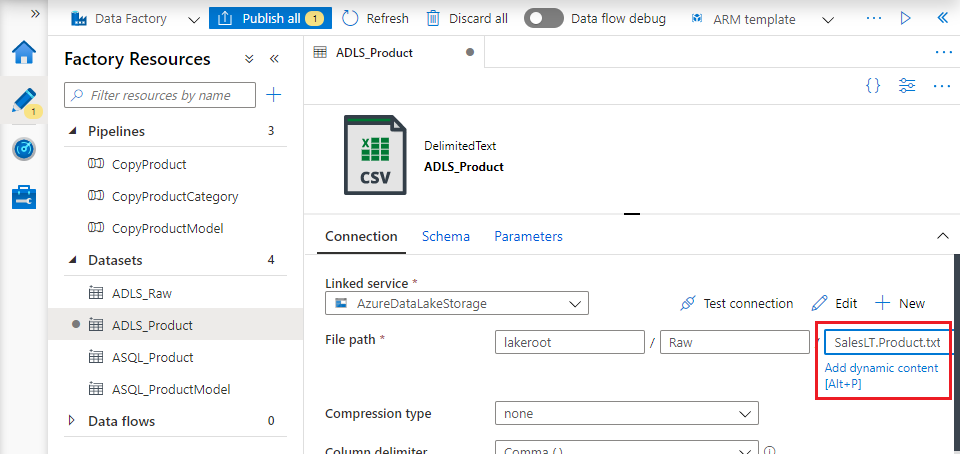 »
Data Factory
Publish all 1
Refresh
Discard all
Data flow debug
ARM template
«
1
Factory Resources
«
Filter resources by name
Pipelines 3
CopyProduct
CopyProductCategory
CopyProductModel
Datasets 4
ADLS_Raw
ADLS_Product
ASQL_Product
ASQL_ProductModel
Data flows 0
ADLS_Product
...
{} ...
X
CSV
DelimitedText
ADLS_Product
Connection Schema Parameters
Linked service *
AzureDataLakeStorage
Test connection Edit New
File path * lakeroot / Raw / SalesLT.Product.txt
Add dynamic content
[Alt+P]
Compression type none
Column delimiter Comma (,)